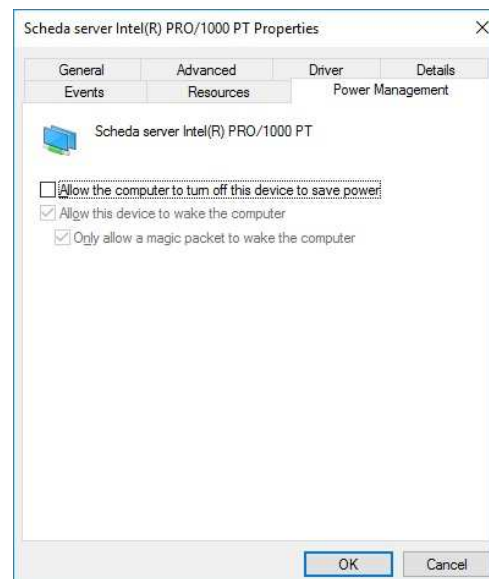 Scheda server Intel(R) PRO/1000 PT Properties
General Advanced Driver Details
Events Resources Power Management
Scheda server Intel(R) PRO/1000 PT
Allow the computer to turn off this device to save power
Allow this device to wake the computer
Only allow a magic packet to wake the computer
OK Cancel